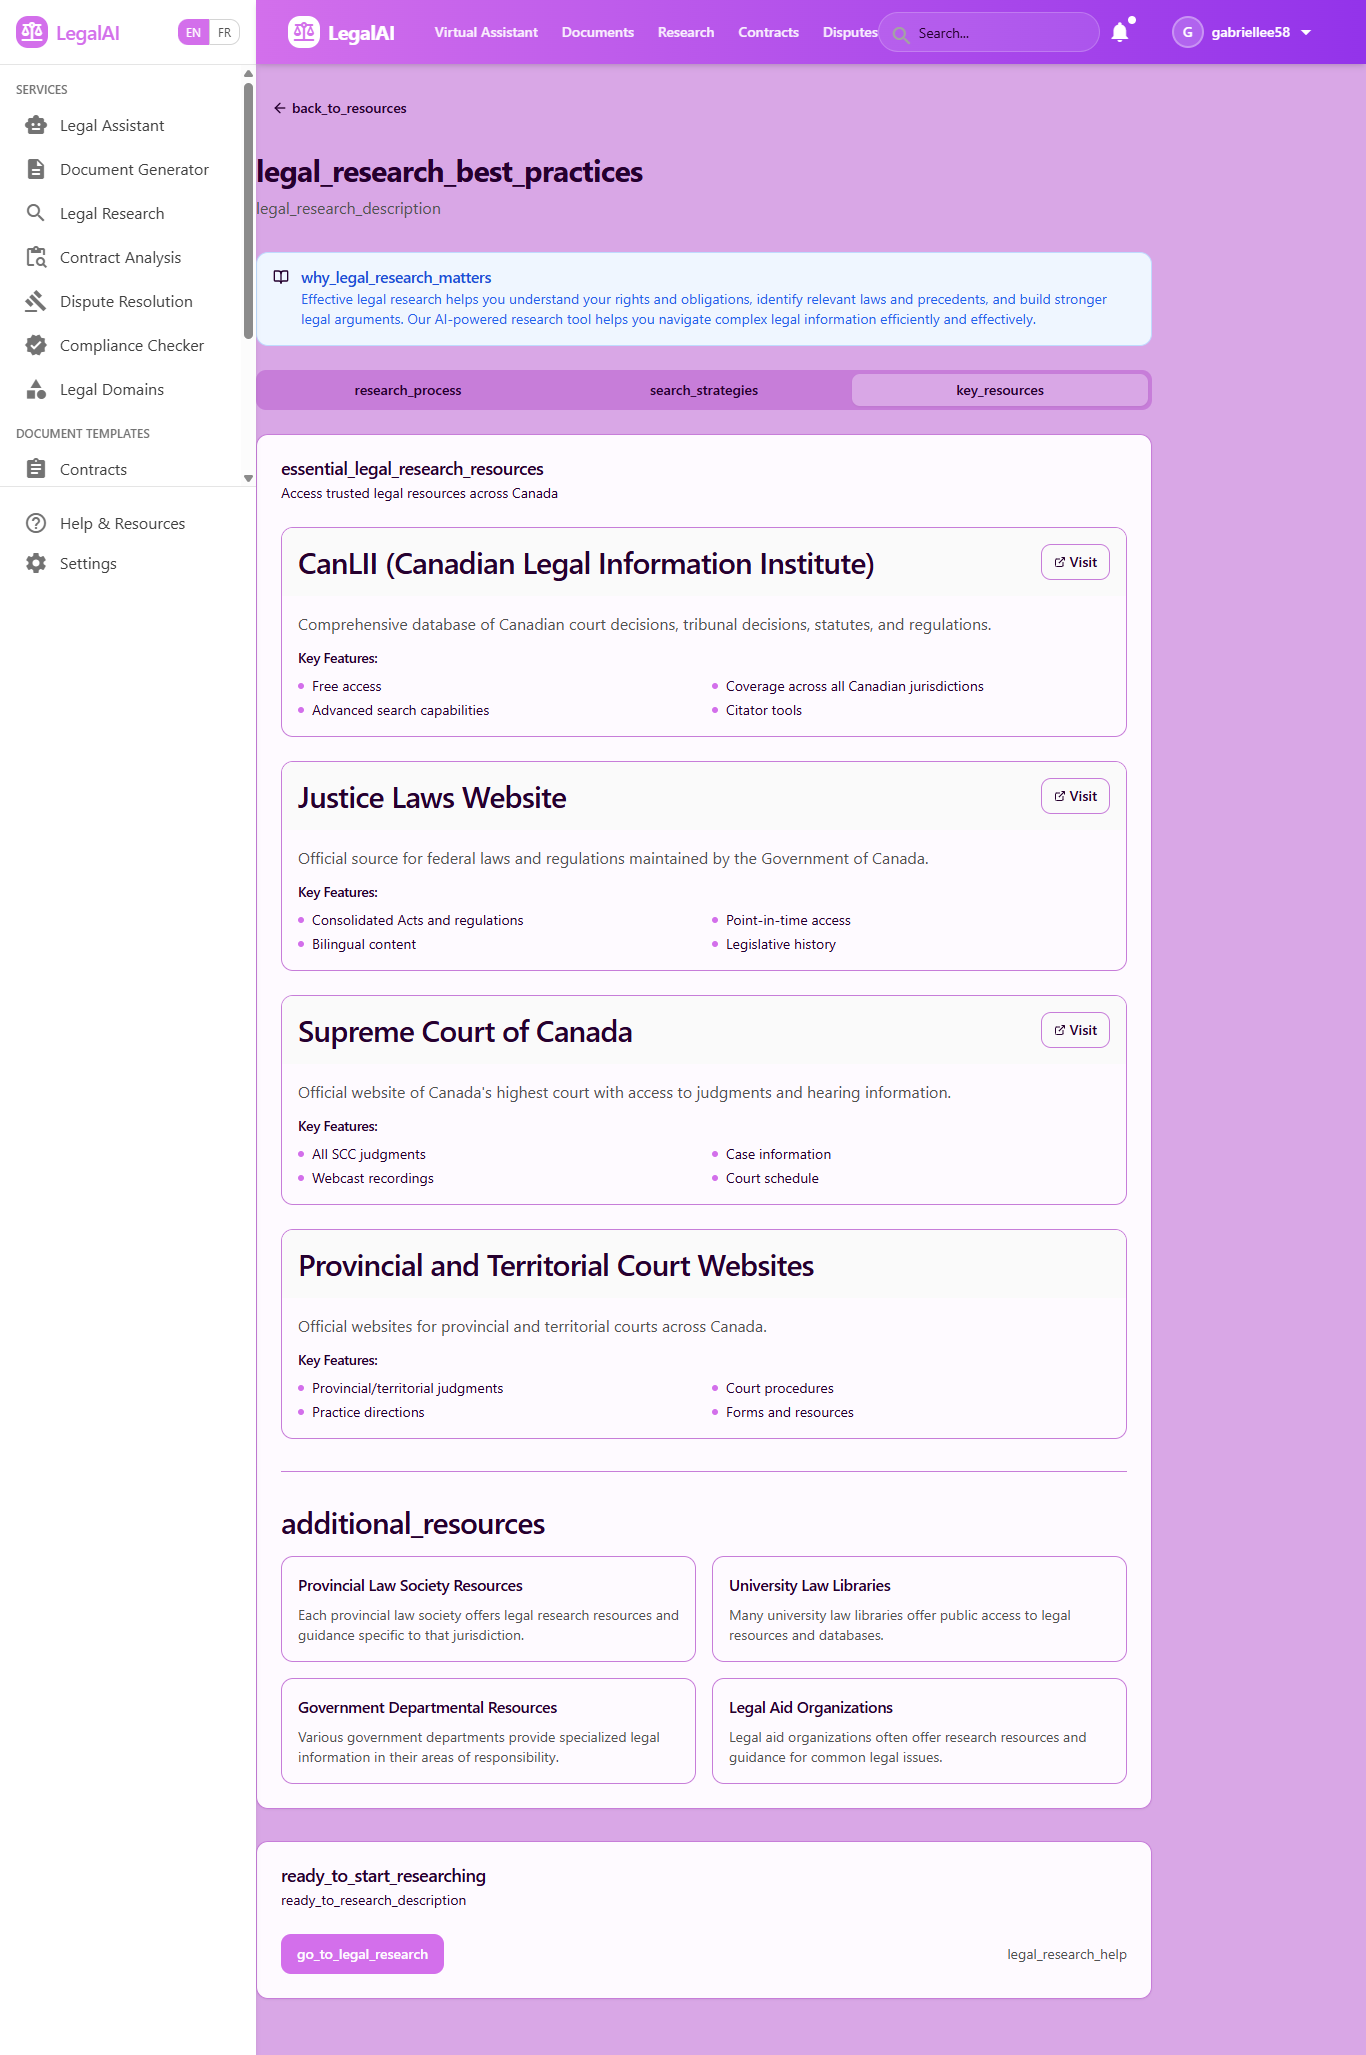 LegalAI
EN
FR
SERVICES
Legal Assistant
Document Generator
Legal Research
Contract Analysis
Dispute Resolution
Compliance Checker
Legal Domains
DOCUMENT TEMPLATES
Contracts
Help & Resources
Settings
LegalAI
Virtual Assistant
Documents
Research
Contracts
Disputes
Search...
G
gabriellee58
back_to_resources
legal_research_best_practices
legal_research_description
why_legal_research_matters
Effective legal research helps you understand your rights and obligations, identify relevant laws and precedents, and build stronger
legal arguments. Our AI-powered research tool helps you navigate complex legal information efficiently and effectively.
research_process
search_strategies
key_resources
essential_legal_research_resources
Access trusted legal resources across Canada
CanLII (Canadian Legal Information Institute)
Visit
Comprehensive database of Canadian court decisions, tribunal decisions, statutes, and regulations.
Key Features:
Free access
Coverage across all Canadian jurisdictions
Advanced search capabilities
Citator tools
Justice Laws Website
Visit
Official source for federal laws and regulations maintained by the Government of Canada.
Key Features:
Consolidated Acts and regulations
Point-in-time access
Bilingual content
Legislative history
Supreme Court of Canada
Visit
Official website of Canada's highest court with access to judgments and hearing information.
Key Features:
All SCC judgments
Case information
Webcast recordings
Court schedule
Provincial and Territorial Court Websites
Official websites for provincial and territorial courts across Canada.
Key Features:
Provincial/territorial judgments
Court procedures
Practice directions
Forms and resources
additional_resources
Provincial Law Society Resources
Each provincial law society offers legal research resources and
guidance specific to that jurisdiction.
University Law Libraries
Many university law libraries offer public access to legal
resources and databases.
Government Departmental Resources
Various government departments provide specialized legal
information in their areas of responsibility.
Legal Aid Organizations
Legal aid organizations often offer research resources and
guidance for common legal issues.
ready_to_start_researching
ready_to_research_description
go_to_legal_research
legal_research_help